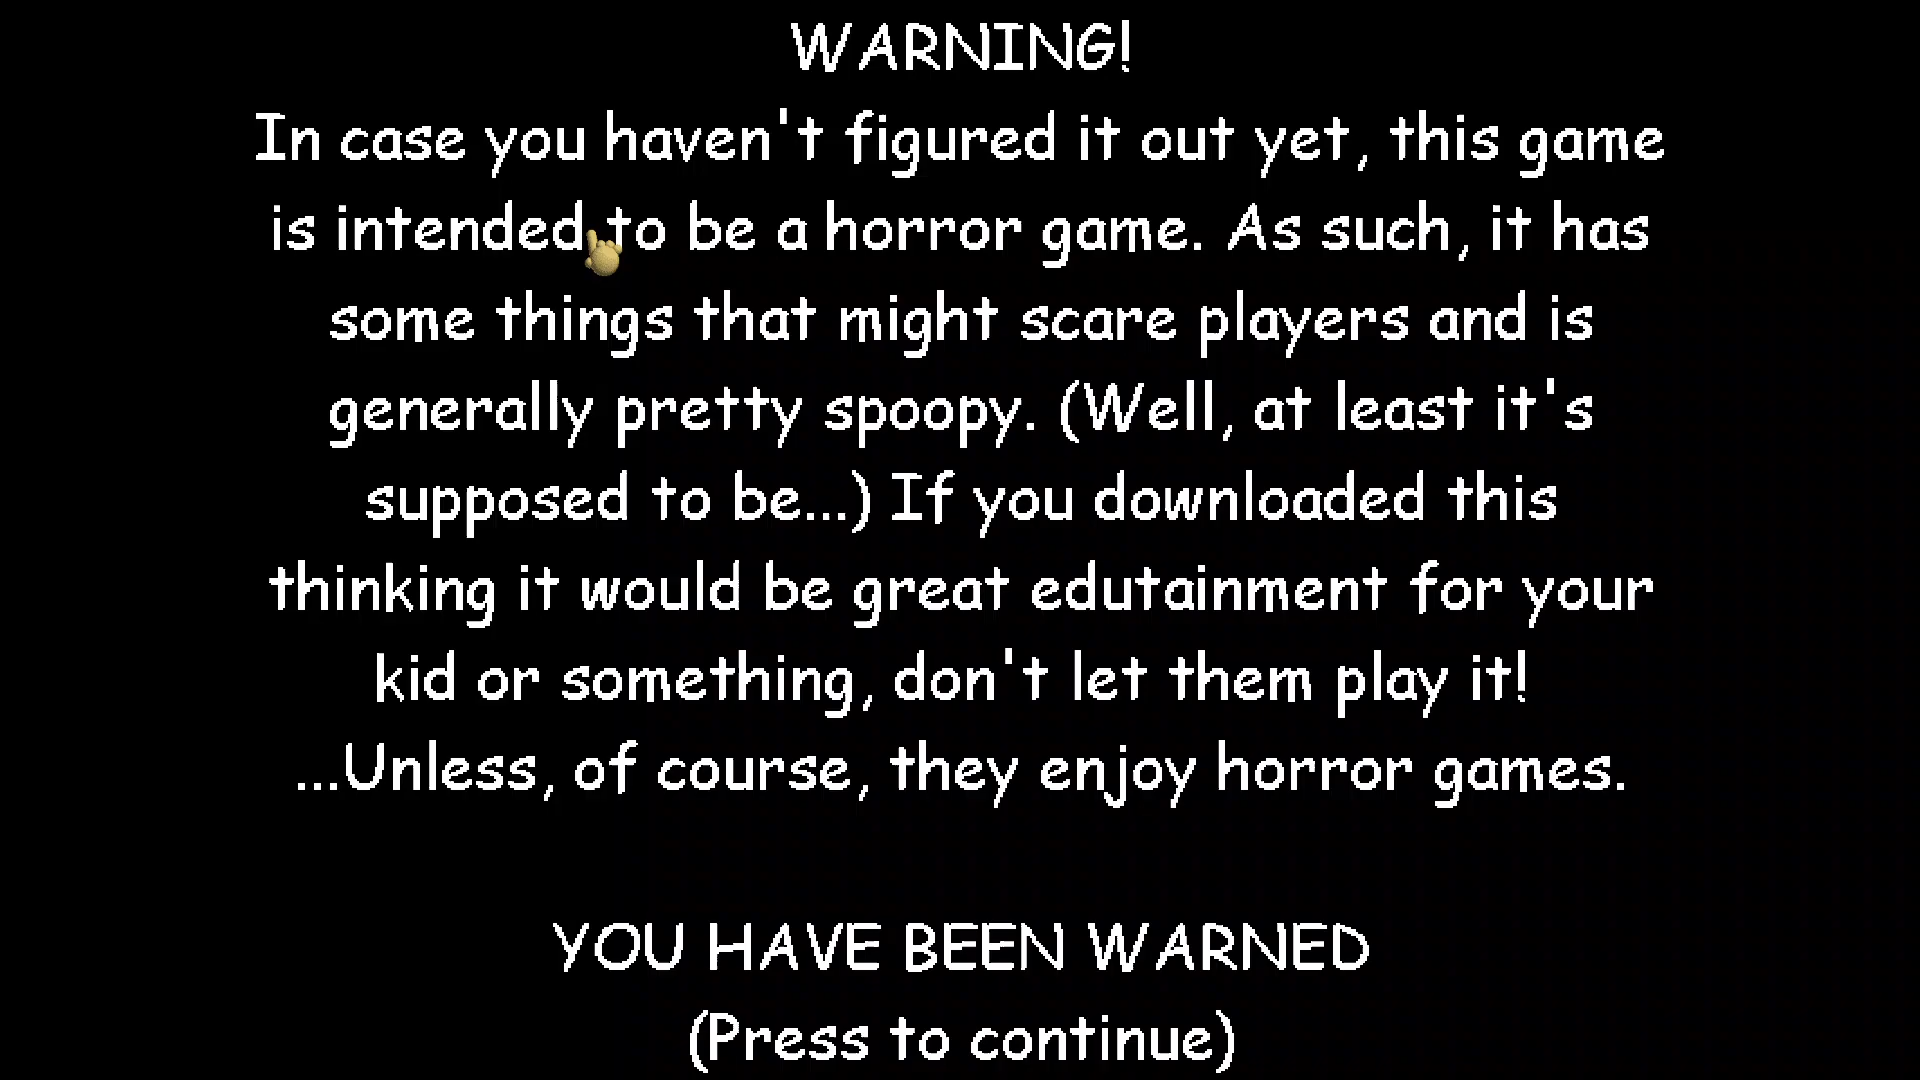 WARNING!
In case you haven't figured it out yet, this game
is intended to be a horror game. As such, it has
some things that might scare players and is
generally pretty spoopy. (Well, at least it's
supposed to be...) If you downloaded this
thinking it would be great edutainment for your
kid or something, don't let them play it!
...Unless, of course, they enjoy horror games.
YOU HAVE BEEN WARNED
(Press to continue)